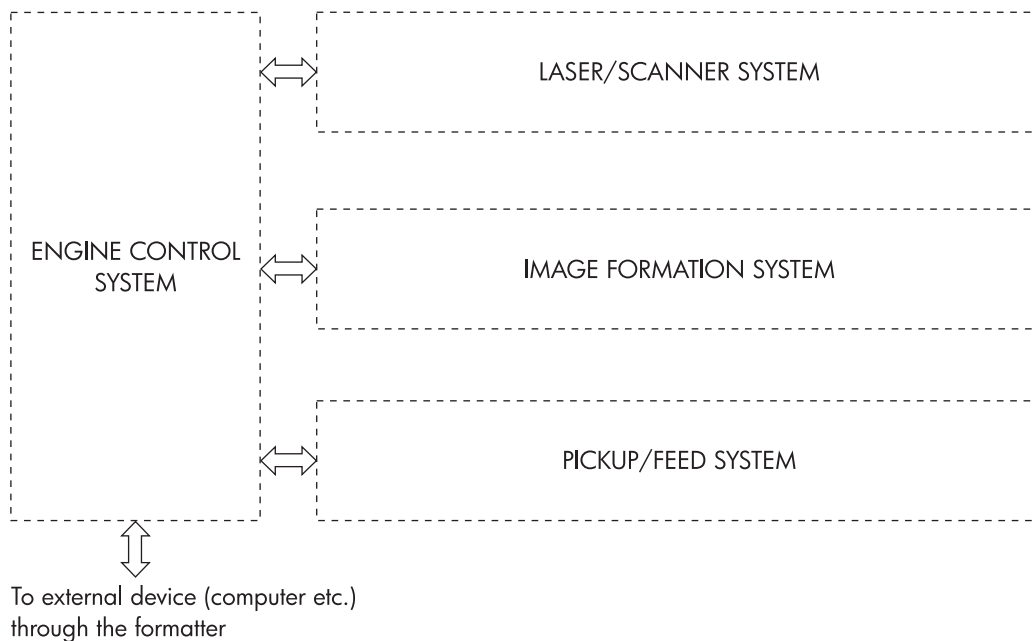 LASER/SCANNER SYSTEM
ENGINE CONTROL
SYSTEM
IMAGE FORMATION SYSTEM
PICKUP/FEED SYSTEM
To external device (computer etc.)
through the formatter